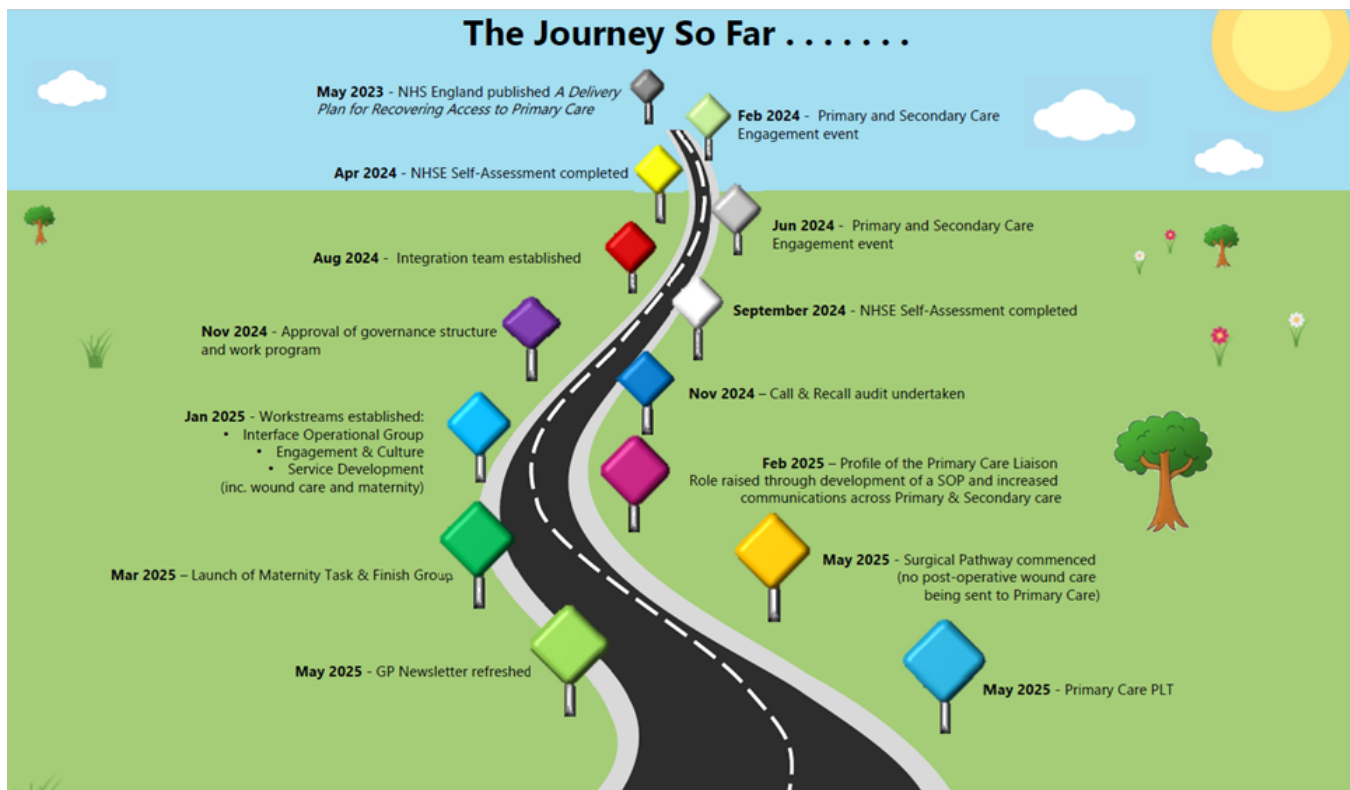 The Journey So Far . . . . . . .
May 2023 - NHS England published A Delivery
Plan for Recovering Access to Primary Care
Feb 2024 - Primary and Secondary Care
Engagement event
Apr 2024 - NHSE Self-Assessment completed
Jun 2024 - Primary and Secondary Care
Engagement event
Aug 2024 - Integration team established
September 2024 - NHSE Self-Assessment completed
Nov 2024 - Approval of governance structure
and work program
Nov 2024 – Call & Recall audit undertaken
Jan 2025 - Workstreams established:
• Interface Operational Group
• Engagement & Culture
• Service Development
(inc. wound care and maternity)
Feb 2025 – Profile of the Primary Care Liaison
Role raised through development of a SOP and increased
communications across Primary & Secondary care
Mar 2025 – Launch of Maternity Task & Finish Group
May 2025 - Surgical Pathway commenced
(no post-operative wound care
being sent to Primary Care)
May 2025 - GP Newsletter refreshed
May 2025 - Primary Care PLT